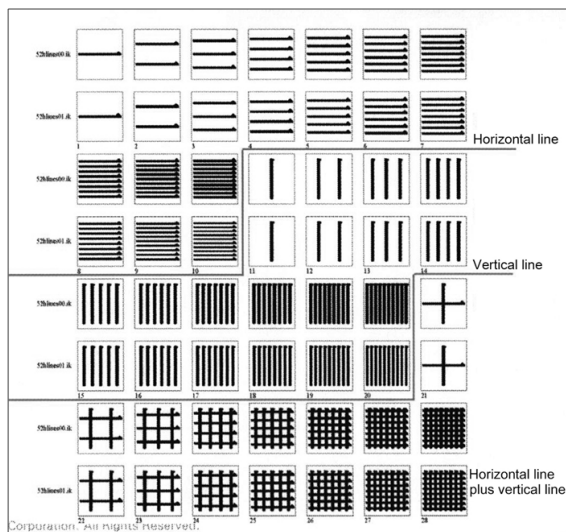 52hlines00.ik
52hlines01.ik
1 2 3 4 5 6 7
Horizontal line
52hlines00.ik
52hlines01.ik
8 9 10 11 12 13 14
Vertical line
52hlines00.ik
52hlines01.ik
15 16 17 18 19 20 21
52hlines00.ik
52hlines01.ik
Horizontal line
plus vertical line
22 23 24 25 26 27 28
Corporation. All Rights Reserved.